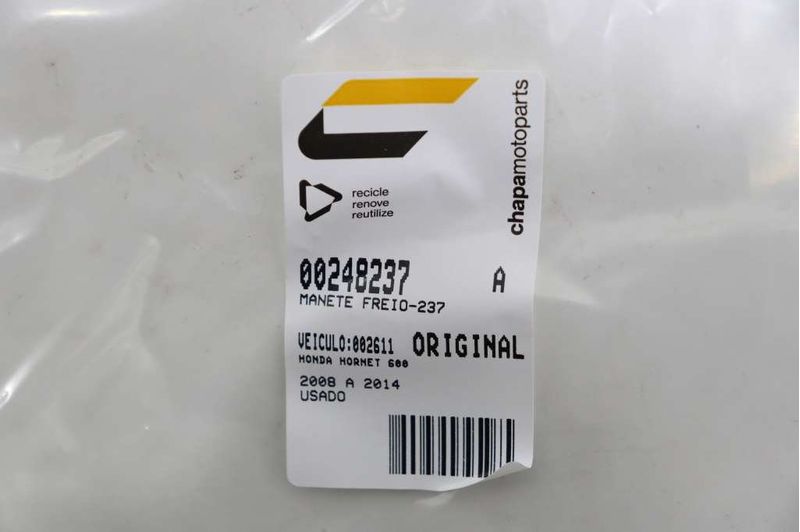 chapamotoparts
recicle
renove
reutilize
00248237 A
MANETE FREIO-237
VEICULO:002611 ORIGINAL
HONDA HORNET 600
2008 A 2014
USADO